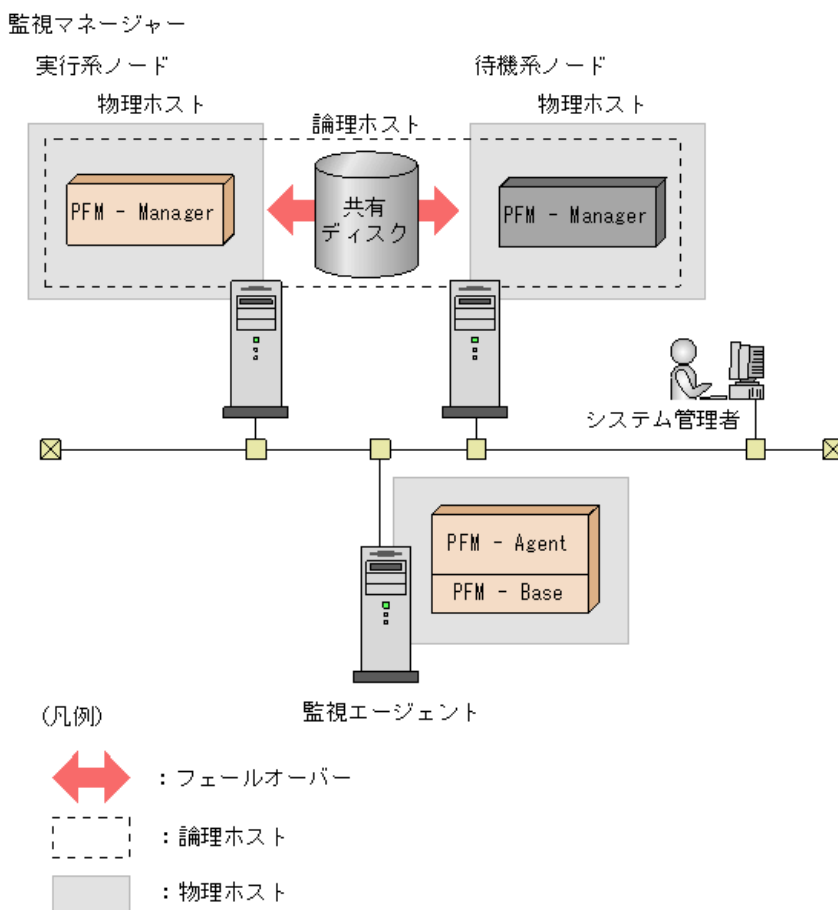 監視マネージャー
実行系ノード
待機系ノード
物理ホスト
物理ホスト
論理ホスト
PFM - Manager
共有
ディスク
PFM - Manager
システム管理者
PFM - Agent
PFM - Base
監視エージェント
(凡例)
：フェールオーバー
：論理ホスト
：物理ホスト